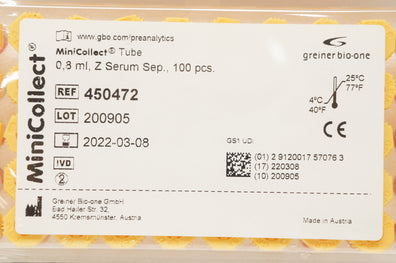 www.gbo.com/preanalytics
MiniCollect® Tube
0,8 ml, Z Serum Sep., 100 pcs.
greiner bio-one
MiniCollect®
REF 450472
LOT 200905
2022-03-08
IVD
2
25°C
77°F
4°C
40°F
CE
GS1 UDI
(01) 2 9120017 57076 3
(17) 220308
(10) 200905
Greiner Bio-one GmbH
Bad Haller Str. 32,
4550 Kremsmünster, Austria
Made in Austria